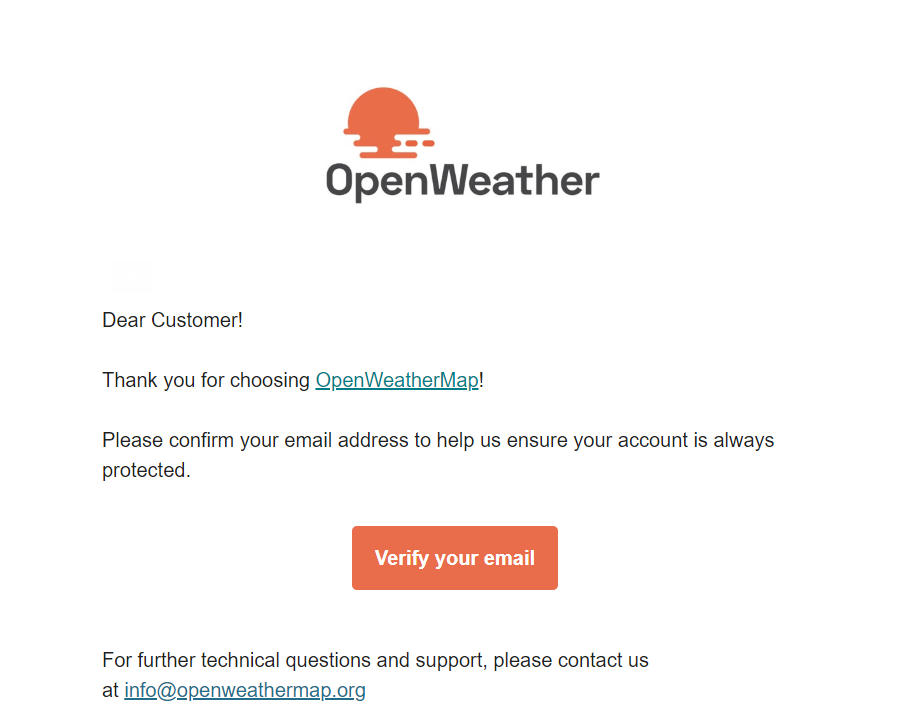 OpenWeather
Dear Customer!
Thank you for choosing OpenWeatherMap!
Please confirm your email address to help us ensure your account is always
protected.
Verify your email
For further technical questions and support, please contact us
at info@openweathermap.org